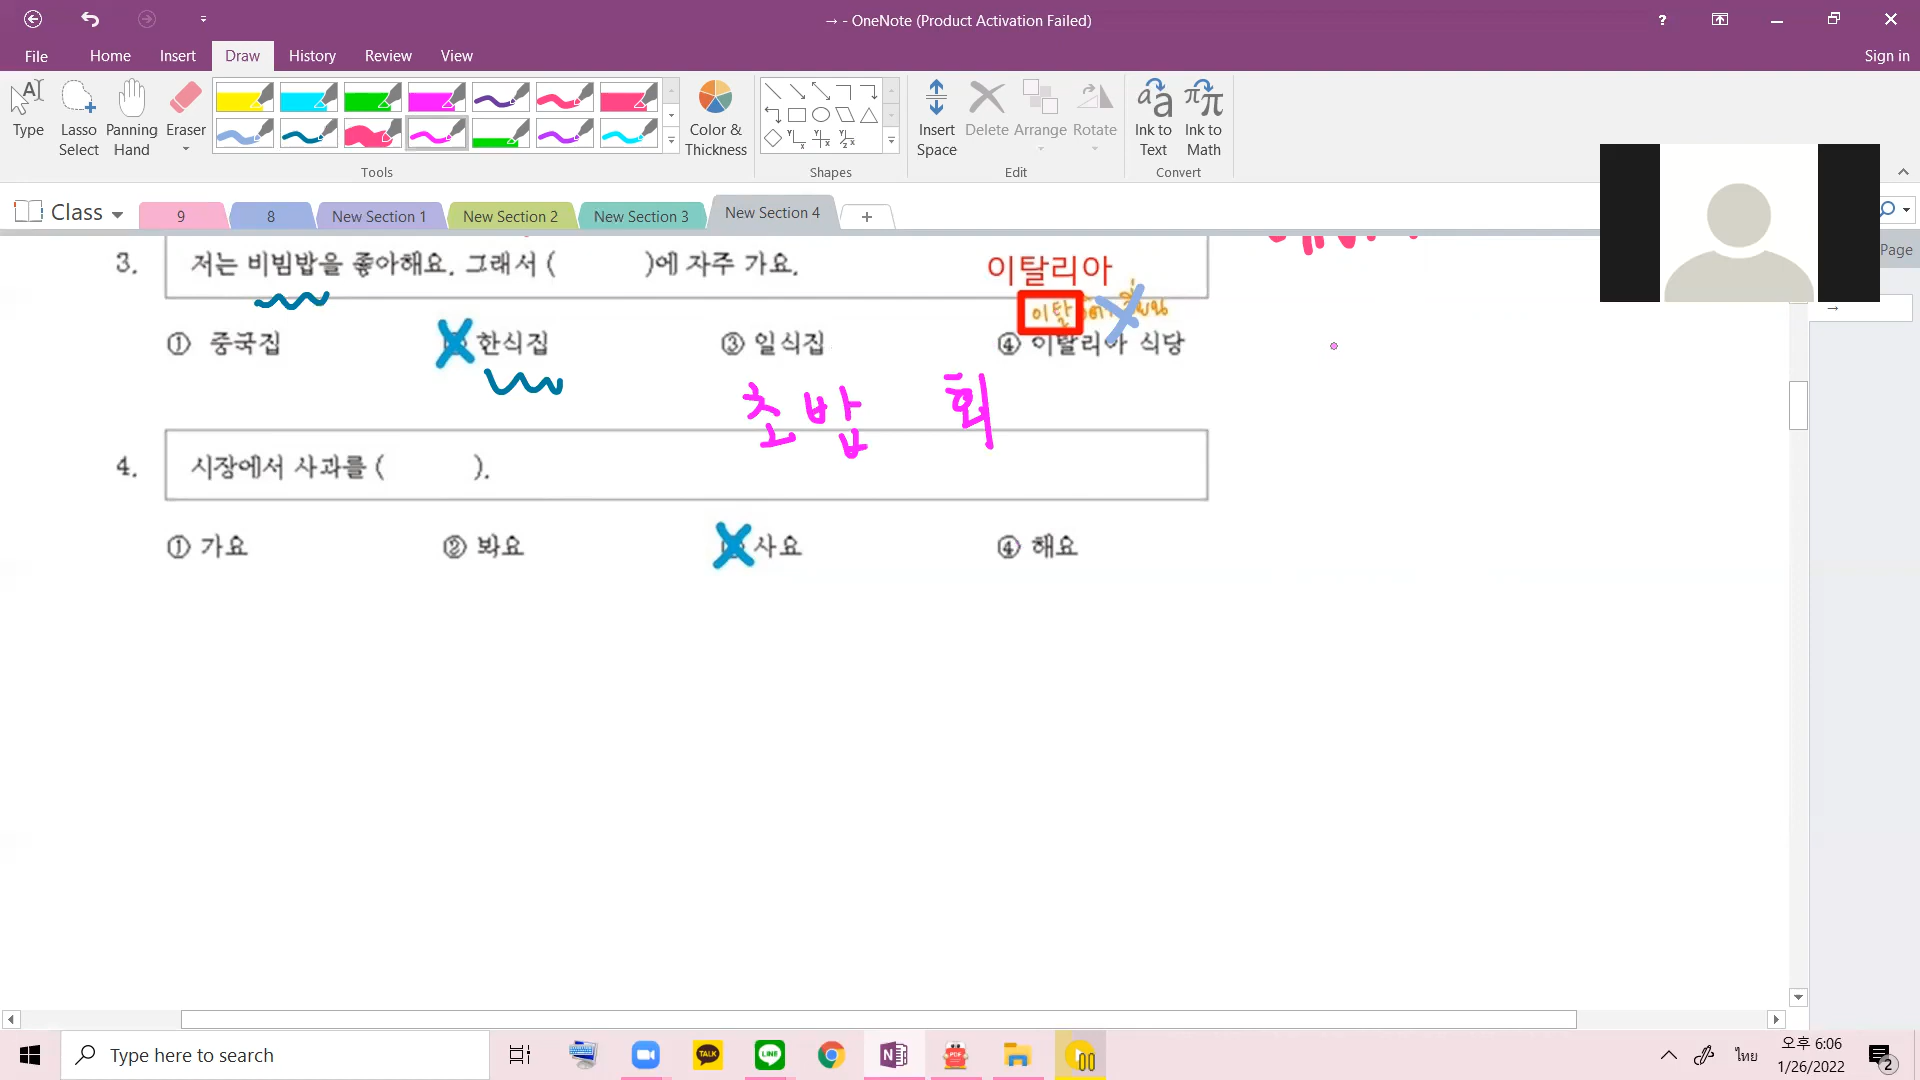 → - OneNote (Product Activation Failed)
?
File
Home
Insert
Draw
History
Review
View
Sign in
Type
Lasso Select
Panning Hand
Eraser
Color & Thickness
Insert Space
Delete
Arrange
Rotate
Ink to Text
Ink to Math
Tools
Shapes
Edit
Convert
Class
9
8
New Section 1
New Section 2
New Section 3
New Section 4
+
Page
→
3. 저는 비빔밥을 좋아해요. 그래서 ( )에 자주 가요.
이탈리아
이탈
① 중국집
한식집
③ 일식집
④ 이탈리아 식당
초밥 회
4. 시장에서 사과를 ( ).
① 가요
② 봐요
사요
④ 해요
Type here to search
TALK
LINE
N
PDF
ไทย
오후 6:06
1/26/2022
2